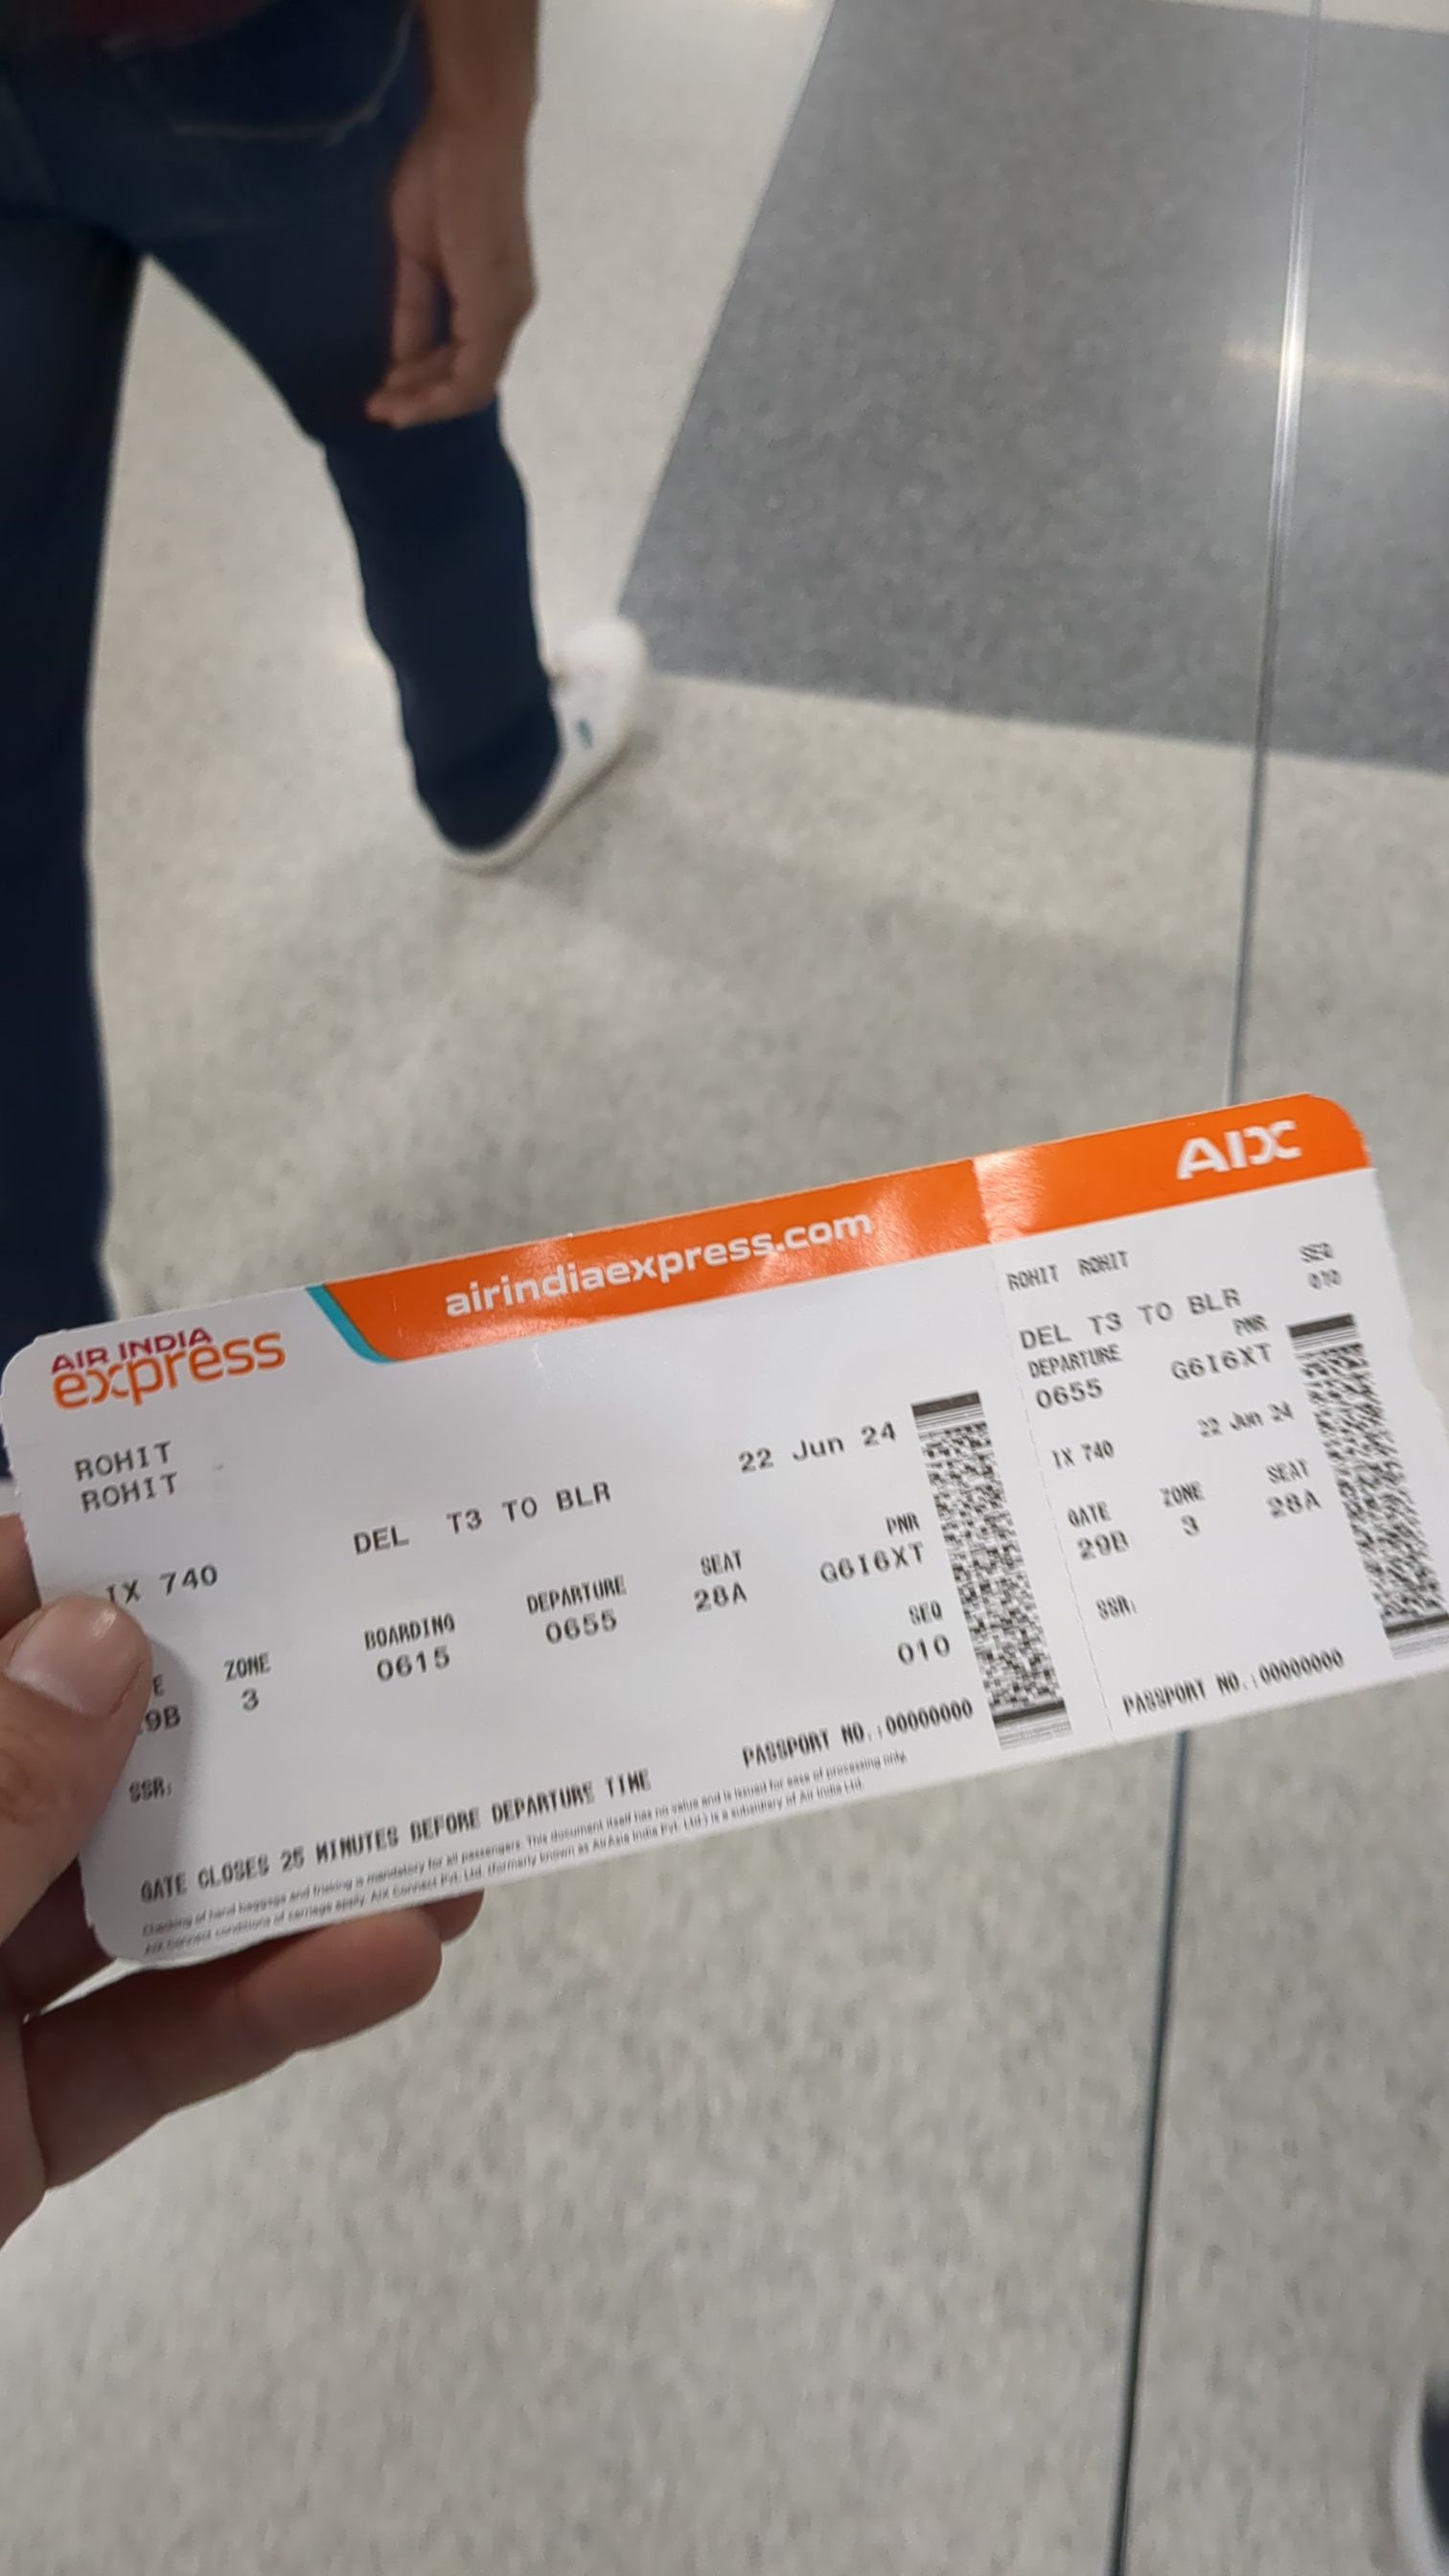 AIR INDIA
express
airindiaexpress.com
ROHIT
ROHIT
22 Jun 24
DEL T3 TO BLR
IX 740
E
9B
ZONE
3
BOARDING
0615
DEPARTURE
0655
SEAT
28A
PNR
G6I6XT
SEQ
010
SSR:
PASSPORT NO.:00000000
GATE CLOSES 25 MINUTES BEFORE DEPARTURE TIME
Checking of hand baggage and frisking is mandatory for all passengers. This document itself has no value and is issued for ease of processing only.
AIX Connect conditions of carriage apply. AIX Connect Pvt. Ltd. (formerly known as AirAsia India Pvt. Ltd.) is a subsidiary of Air India Ltd.
AIX
ROHIT ROHIT
SEQ
010
DEL T3 TO BLR
DEPARTURE
0655
PNR
G6I6XT
IX 740
22 Jun 24
GATE
29B
ZONE
3
SEAT
28A
SSR:
PASSPORT NO.:00000000